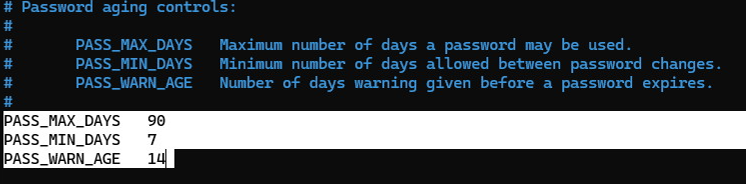 # Password aging controls:
#
#       PASS_MAX_DAYS   Maximum number of days a password may be used.
#       PASS_MIN_DAYS   Minimum number of days allowed between password changes.
#       PASS_WARN_AGE   Number of days warning given before a password expires.
#
PASS_MAX_DAYS   90
PASS_MIN_DAYS   7
PASS_WARN_AGE   14